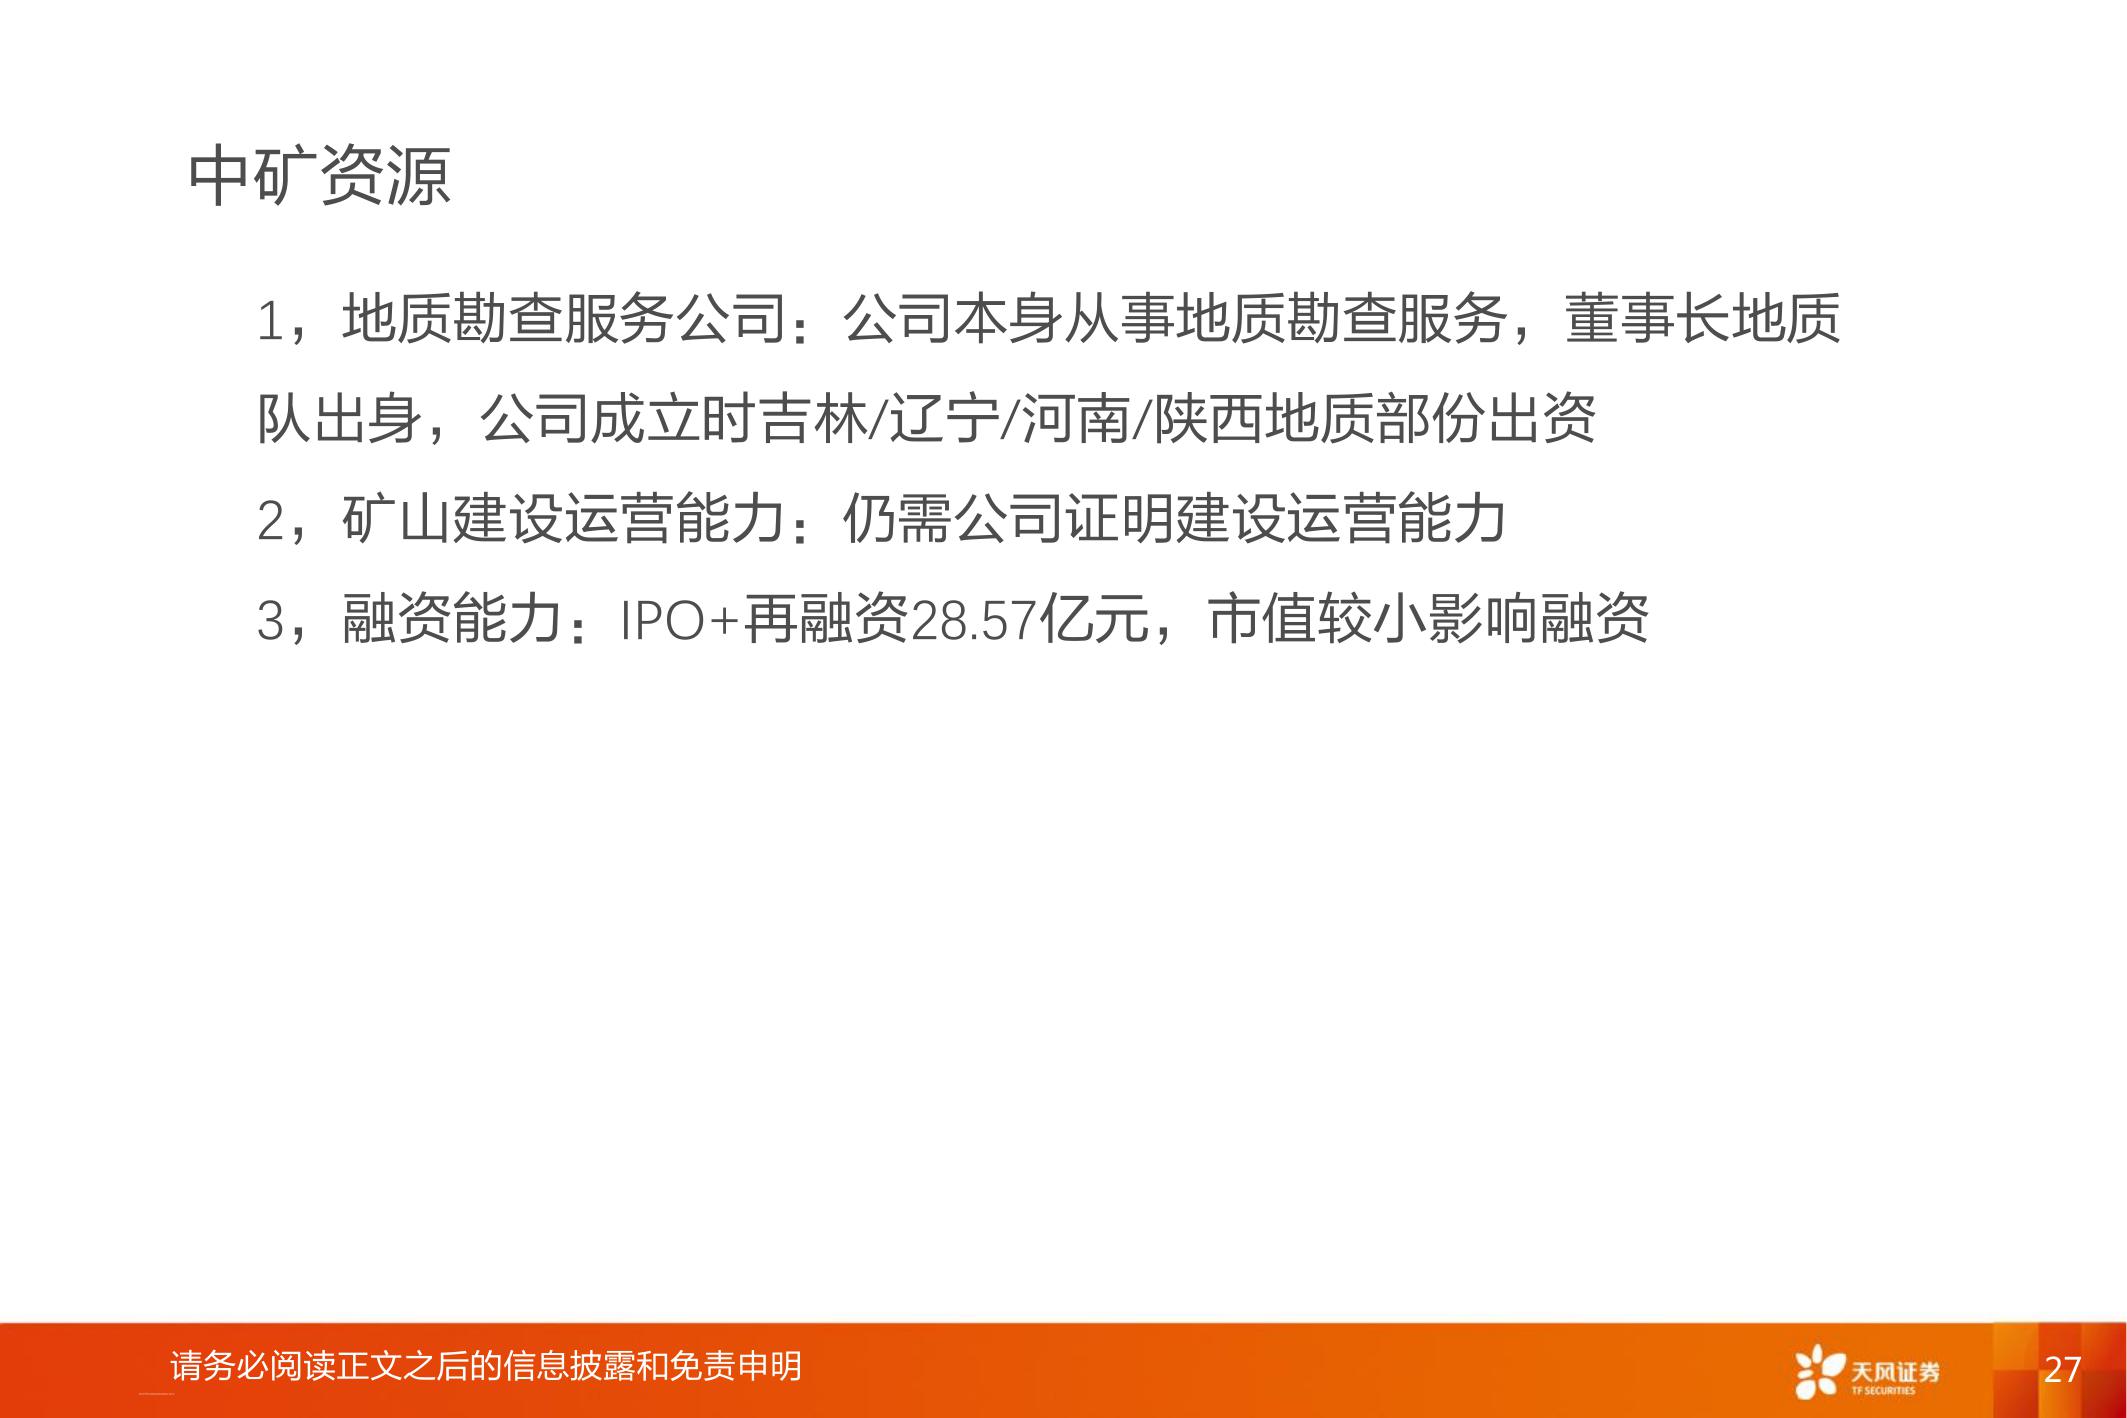 中矿资源
1，地质勘查服务公司：公司本身从事地质勘查服务，董事长地质
队出身，公司成立时吉林/辽宁/河南/陕西地质部份出资
2，矿山建设运营能力：仍需公司证明建设运营能力
3，融资能力：IPO+再融资28.57亿元，市值较小影响融资
请务必阅读正文之后的信息披露和免责申明
天风证券
TF SECURITIES
27